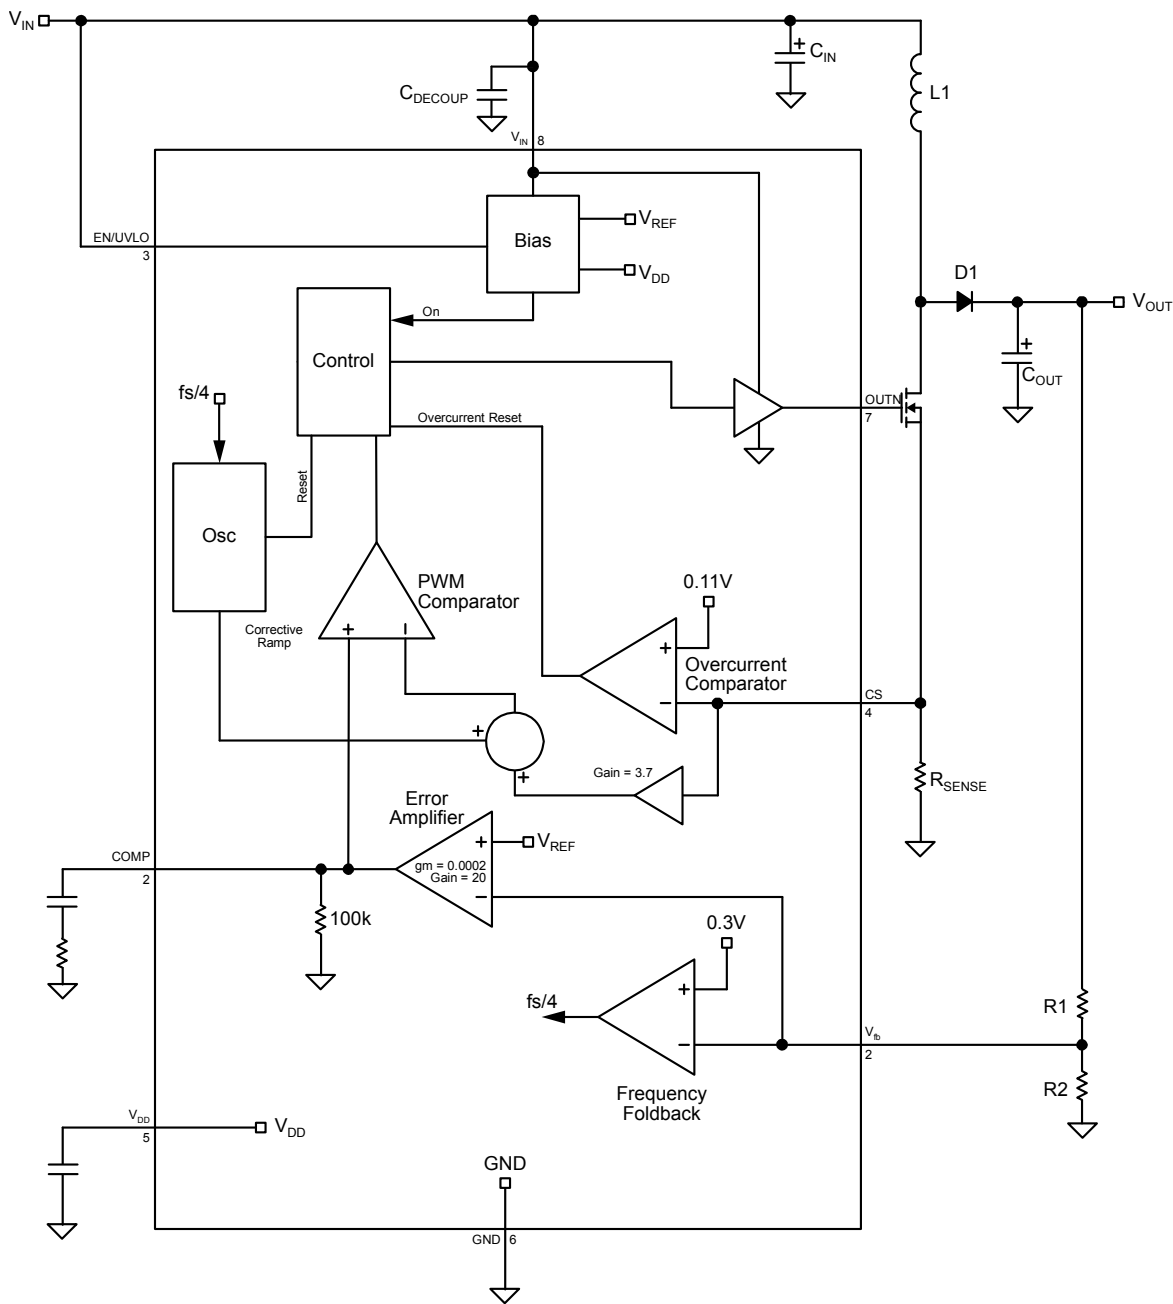 VIN
+
CIN
L1
CDECOUP
VIN
8
EN/UVLO
3
Bias
VREF
VDD
On
D1
VOUT
+
COUT
Control
fs/4
Overcurrent Reset
OUTN
7
Reset
Osc
PWM
Comparator
Corrective
Ramp
+
−
0.11V
+
−
Overcurrent
Comparator
CS
4
+
+
Gain = 3.7
RSENSE
Error
Amplifier
+
VREF
gm = 0.0002
Gain = 20
−
COMP
2
100k
0.3V
+
−
fs/4
Frequency
Foldback
Vfb
2
R1
R2
VDD
5
VDD
GND
GND
6